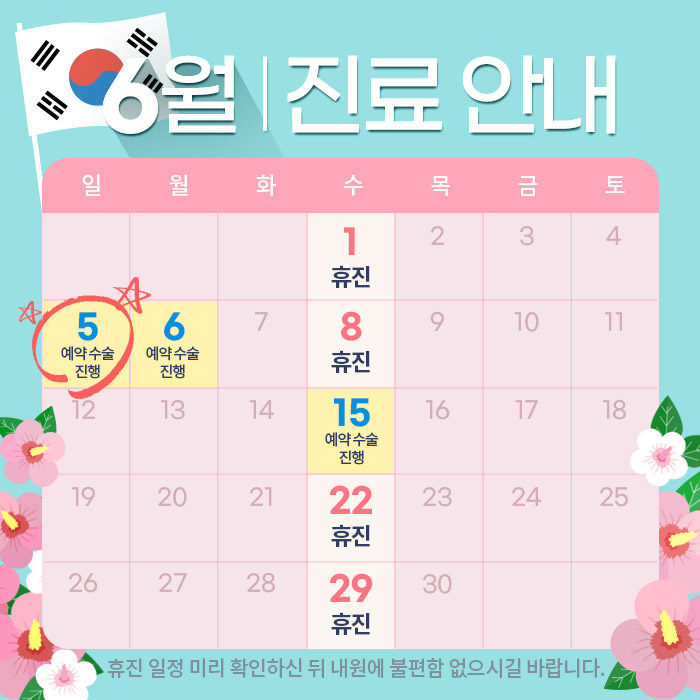 6월 | 진료 안내
일 월 화 수 목 금 토
1 2 3 4
휴진
5 6 7 8 9 10 11
예약 수술 예약 수술 휴진
진행 진행
12 13 14 15 16 17 18
예약 수술
진행
19 20 21 22 23 24 25
휴진
26 27 28 29 30
휴진
휴진 일정 미리 확인하신 뒤 내원에 불편함 없으시길 바랍니다.